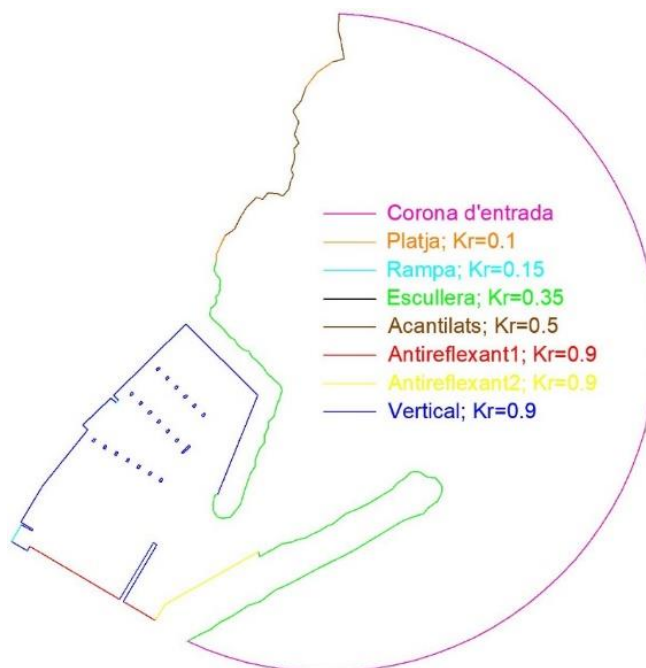 Corona d'entrada
Platja; Kr=0.1
Rampa; Kr=0.15
Escullera; Kr=0.35
Acantilats; Kr=0.5
Antireflexant1; Kr=0.9
Antireflexant2; Kr=0.9
Vertical; Kr=0.9